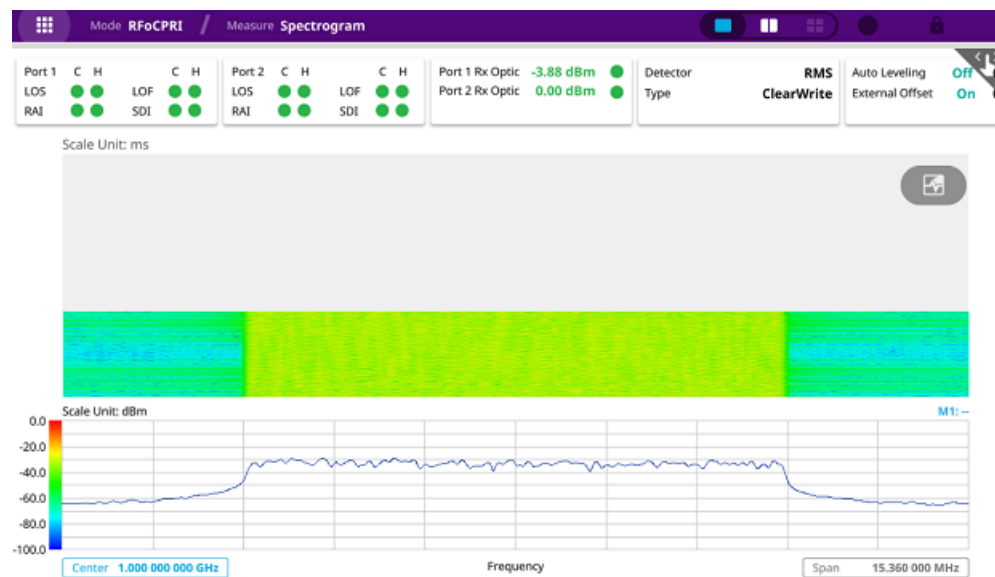 Mode RFoCPRI / Measure Spectrogram
Port 1 C H C H Port 2 C H C H Port 1 Rx Optic -3.88 dBm Detector RMS Auto Leveling Off
LOS LOF LOS LOF Port 2 Rx Optic 0.00 dBm Type ClearWrite External Offset On
RAI SDI RAI SDI
Scale Unit: ms
Scale Unit: dBm M1: --
0.0
-20.0
-40.0
-60.0
-80.0
-100.0
Center 1.000 000 000 GHz Frequency Span 15.360 000 MHz